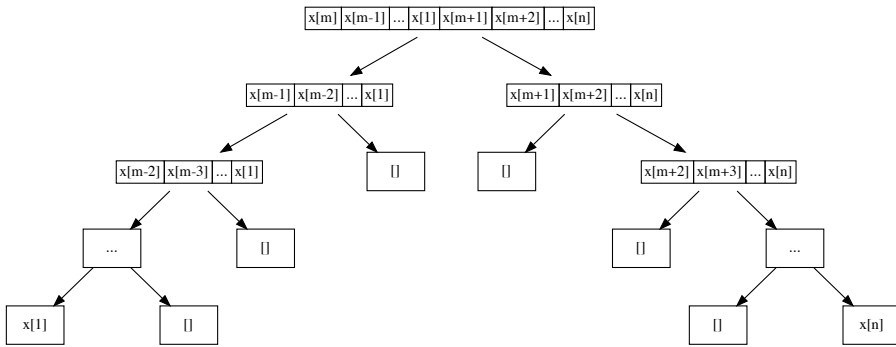 x[m] x[m-1] ... x[1] x[m+1] x[m+2] ... x[n]
x[m-1] x[m-2] ... x[1] x[m+1] x[m+2] ... x[n]
x[m-2] x[m-3] ... x[1] [] [] x[m+2] x[m+3] ... x[n]
... [] [] ...
x[1] [] [] x[n]